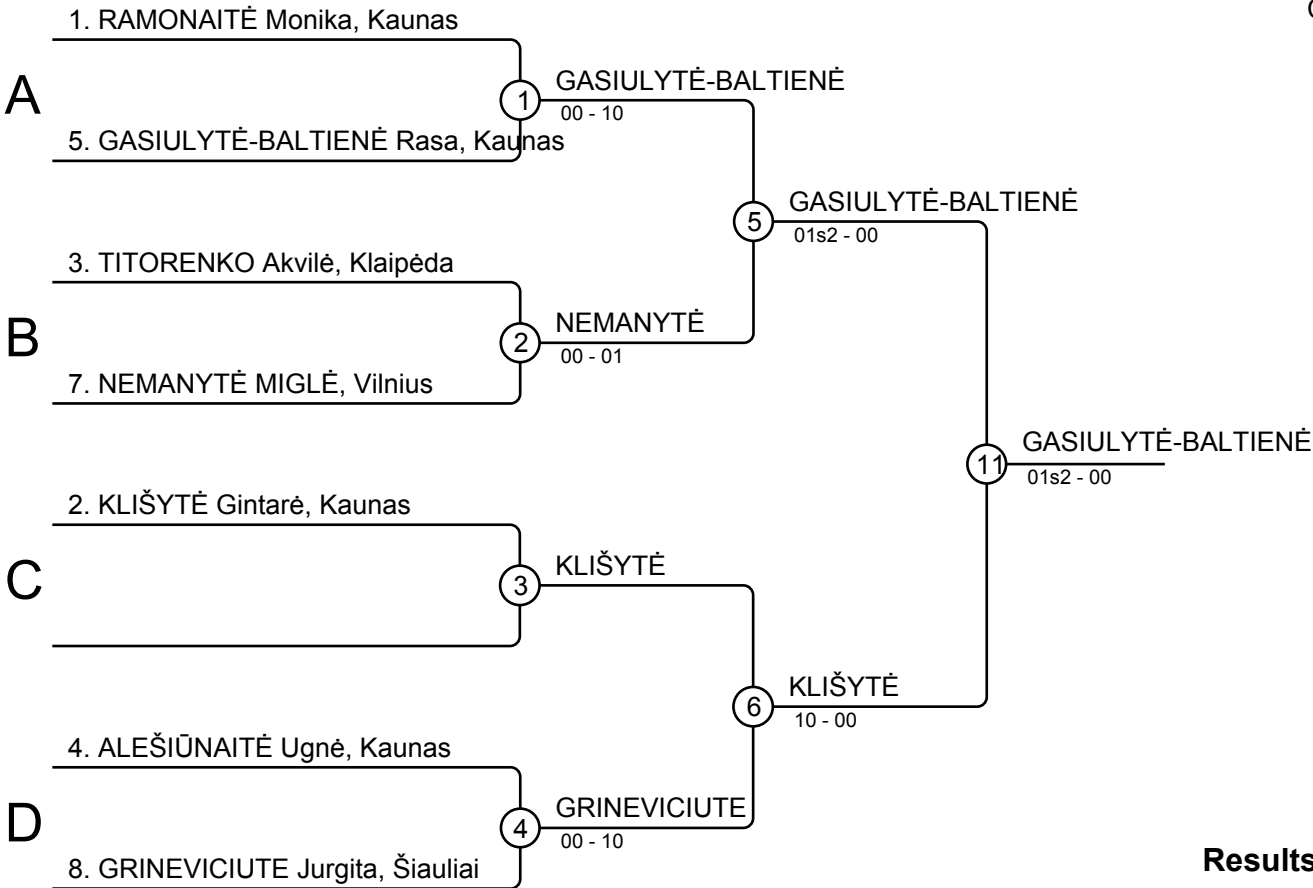 1. RAMONAITĖ Monika, Kaunas
A
1
GASIULYTĖ-BALTIENĖ
00 - 10
5. GASIULYTĖ-BALTIENĖ Rasa, Kaunas
5
GASIULYTĖ-BALTIENĖ
01s2 - 00
3. TITORENKO Akvilė, Klaipėda
B
2
NEMANYTĖ
00 - 01
7. NEMANYTĖ MIGLĖ, Vilnius
11
GASIULYTĖ-BALTIENĖ
01s2 - 00
2. KLIŠYTĖ Gintarė, Kaunas
C
3
KLIŠYTĖ
6
KLIŠYTĖ
10 - 00
4. ALEŠIŪNAITĖ Ugnė, Kaunas
D
4
GRINEVICIUTE
00 - 10
8. GRINEVICIUTE Jurgita, Šiauliai
Results